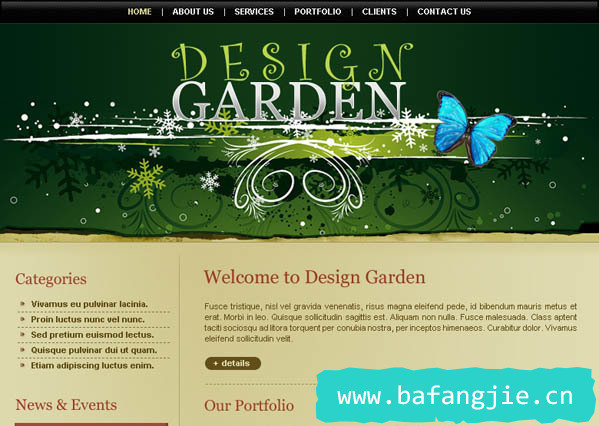 HOME | ABOUT US | SERVICES | PORTFOLIO | CLIENTS | CONTACT US
DESIGN
GARDEN
Categories
» Vivamus eu pulvinar lacinia.
» Proin luctus nunc vel nunc.
» Sed pretium euismod lectus.
» Quisque pulvinar dui ut quam.
» Etiam adipiscing luctus enim.
News & Events
Welcome to Design Garden
Fusce tristique, nisl vel gravida venenatis, risus magna eleifend pede, id bibendum mauris metus et
erat. Morbi in leo. Quisque sollicitudin sagittis est. Aliquam non nulla. Fusce malesuada. Class aptent
taciti sociosqu ad litora torquent per conubia nostra, per inceptos himenaeos. Curabitur dolor. Vivamus
eleifend sollicitudin velit.
+ details
Our Portfolio
www.bafangjie.cn